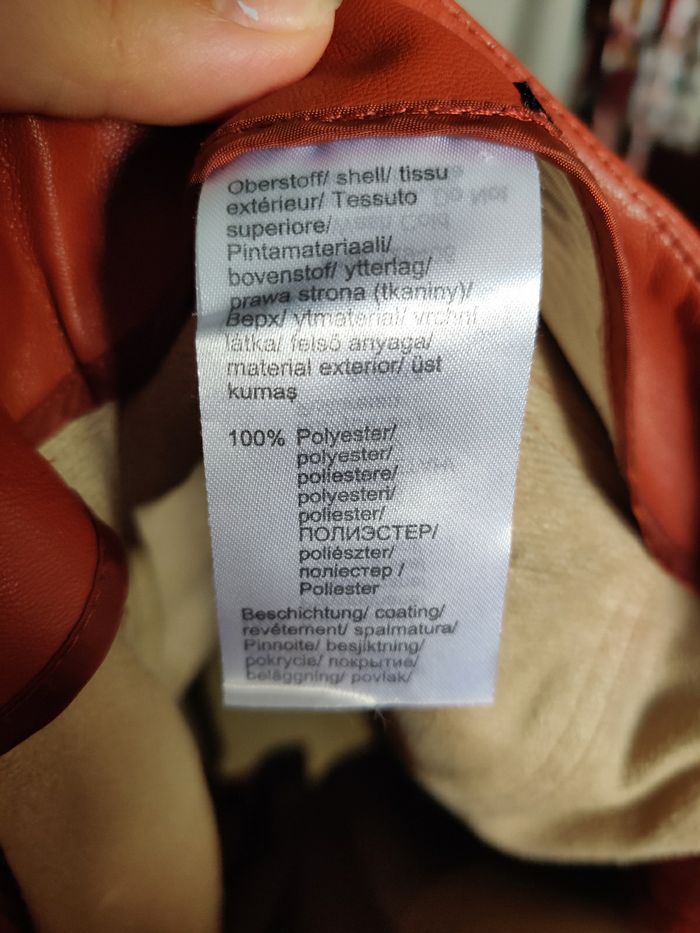 Oberstoff/ shell/ tissu
extérieur/ Tessuto
superiore/
Pintamateriaali/
bovenstof/ ytterlag/
prawa strona (tkaniny)/
Верх/ ytmaterial/ vrchní
látka/ felső anyaga/
material exterior/ üst
kumaş
100% Polyester/
polyester/
poliestere/
polyesteri/
poliester/
ПОЛИЭСТЕР/
poliészter/
поліестер /
Poliester
Beschichtung/ coating/
revêtement/ spalmatura/
Pinnoite/ besjiktning/
pokrycie/ покрытие/
beläggning/ povlak/